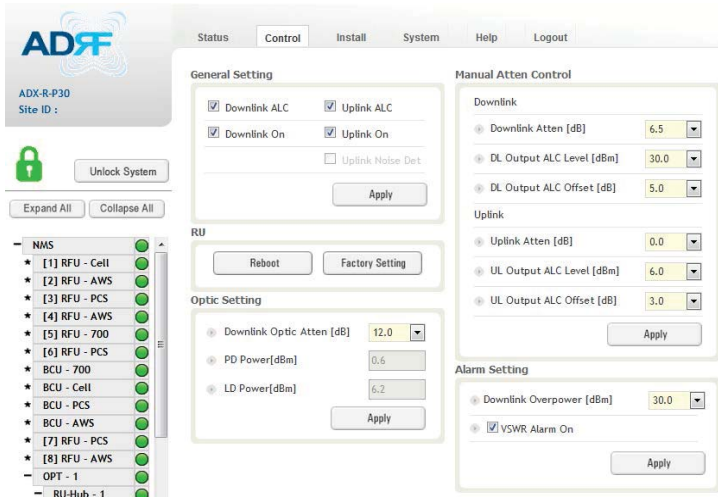 ADRF
Status Control Install System Help Logout
ADX-R-P30
Site ID :
Unlock System
Expand All Collapse All
NMS
[1] RFU - Cell
[2] RFU - AWS
[3] RFU - PCS
[4] RFU - AWS
[5] RFU - 700
[6] RFU - PCS
BCU - 700
BCU - Cell
BCU - PCS
BCU - AWS
[7] RFU - PCS
[8] RFU - AWS
OPT - 1
RU-Hub - 1
General Setting
Downlink ALC Uplink ALC
Downlink On Uplink On
Uplink Noise Det
Apply
RU
Reboot Factory Setting
Optic Setting
Downlink Optic Atten [dB] 12.0
PD Power[dBm] 0.6
LD Power[dBm] 6.2
Apply
Manual Atten Control
Downlink
Downlink Atten [dB] 6.5
DL Output ALC Level [dBm] 30.0
DL Output ALC Offset [dB] 5.0
Uplink
Uplink Atten [dB] 0.0
UL Output ALC Level [dBm] 6.0
UL Output ALC Offset [dB] 3.0
Apply
Alarm Setting
Downlink Overpower [dBm] 30.0
VSWR Alarm On
Apply